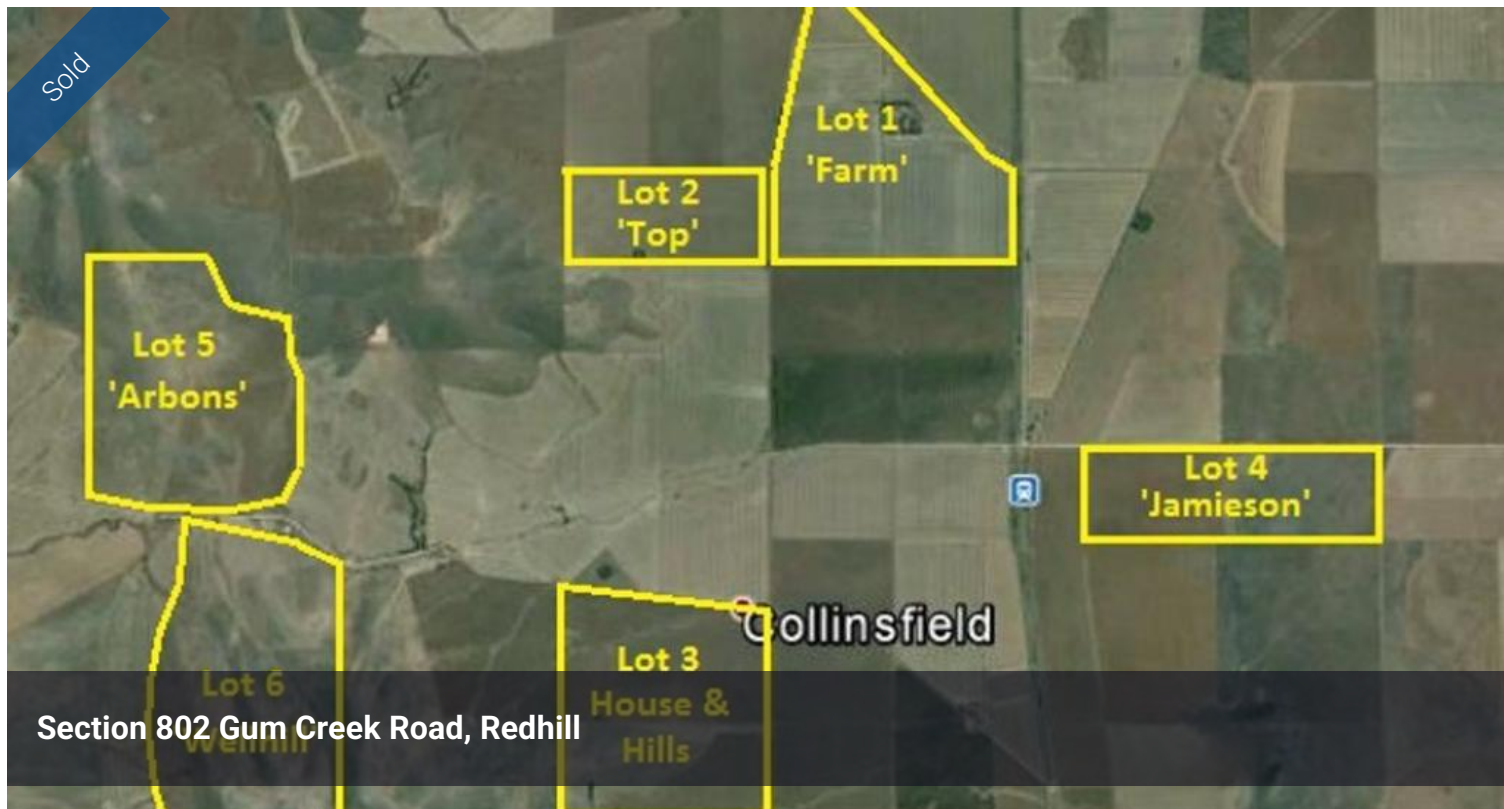 Sold
Lot 1
'Farm'
Lot 2
'Top'
Lot 5
'Arbons'
Lot 4
'Jamieson'
Collinsfield
Lot 3
House &
Hills
Lot 6
Wellhill
Section 802 Gum Creek Road, Redhill